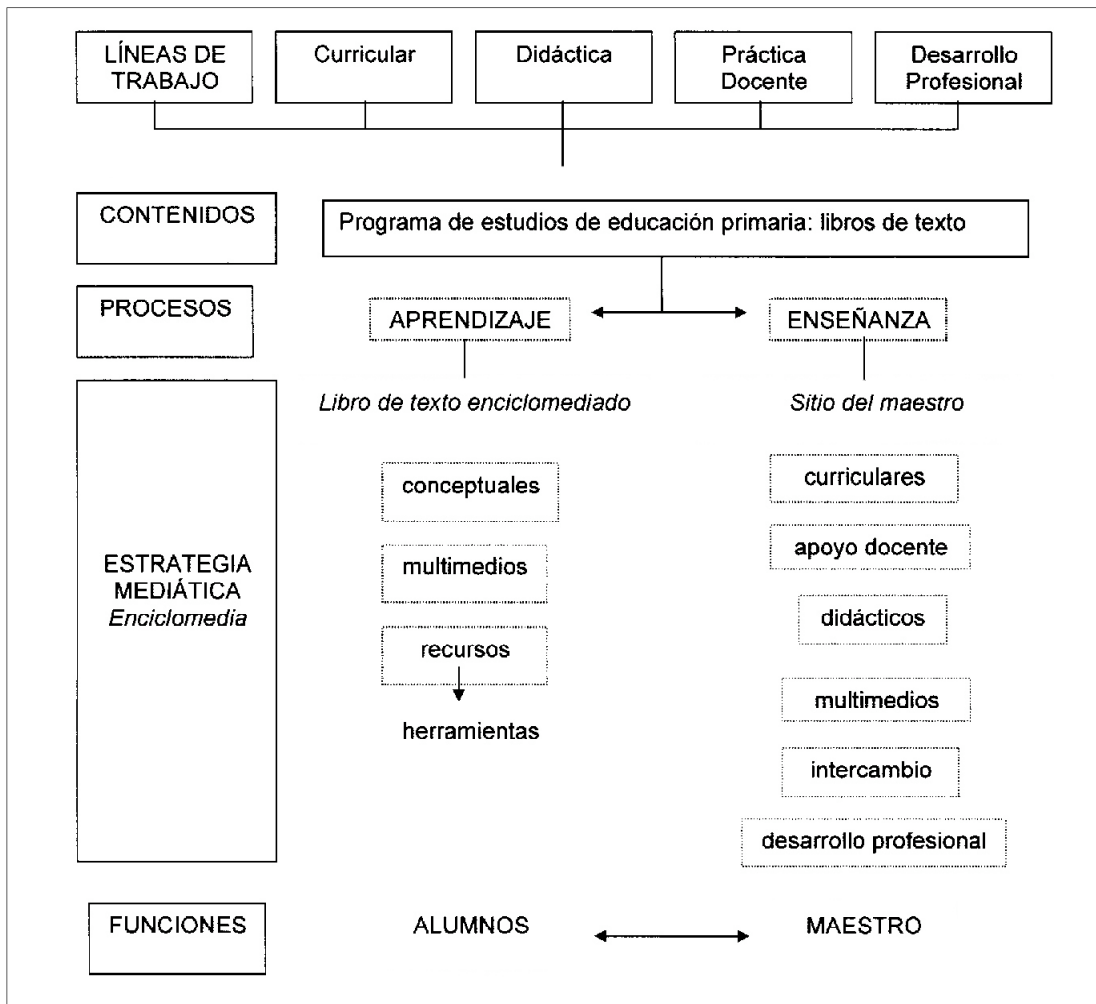 LÍNEAS DE
TRABAJO
Curricular
Didáctica
Práctica
Docente
Desarrollo
Profesional
CONTENIDOS
Programa de estudios de educación primaria: libros de texto
PROCESOS
APRENDIZAJE
ENSEÑANZA
ESTRATEGIA
MEDIÁTICA
Enciclomedia
Libro de texto enciclomediado
conceptuales
multimedios
recursos
herramientas
Sitio del maestro
curriculares
apoyo docente
didácticos
multimedios
intercambio
desarrollo profesional
FUNCIONES
ALUMNOS
MAESTRO